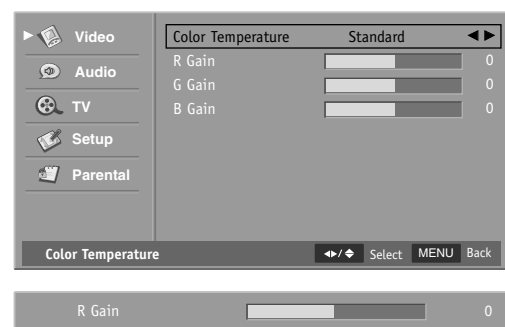 Video
Audio
TV
Setup
Parental
Color Temperature Standard
R Gain 0
G Gain 0
B Gain 0
Color Temperature Select MENU Back
R Gain 0